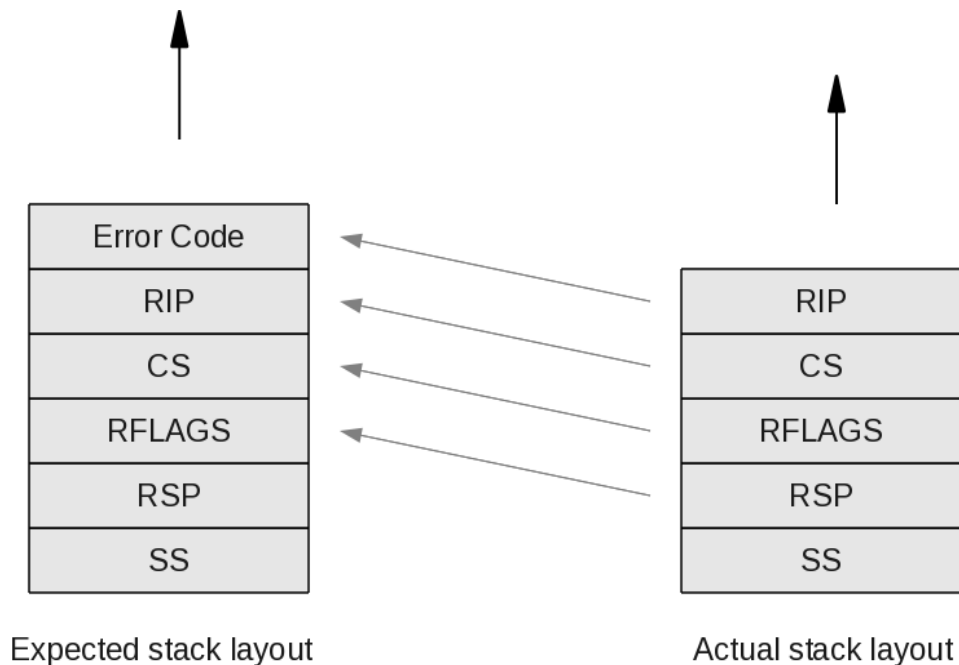 Error Code
RIP
CS
RFLAGS
RSP
SS
Expected stack layout
RIP
CS
RFLAGS
RSP
SS
Actual stack layout